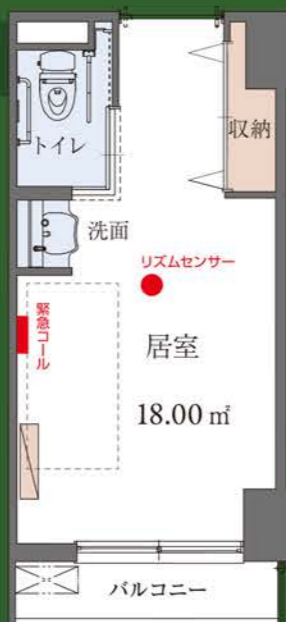 トイレ
収納
洗面
リズムセンサー
緊急コール
居室
18.00㎡
バルコニー